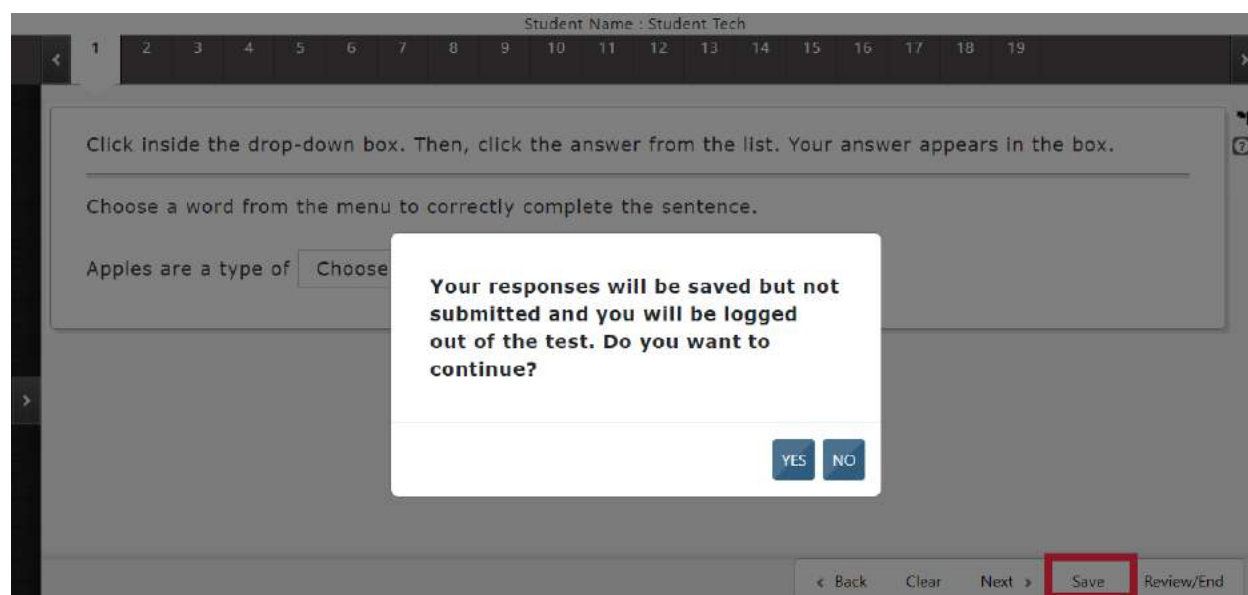 Student Name : Student Tech
< 1 2 3 4 5 6 7 8 9 10 11 12 13 14 15 16 17 18 19 >
Click inside the drop-down box. Then, click the answer from the list. Your answer appears in the box.
Choose a word from the menu to correctly complete the sentence.
Apples are a type of Choose
Your responses will be saved but not
submitted and you will be logged
out of the test. Do you want to
continue?
YES NO
< Back Clear Next > Save Review/End